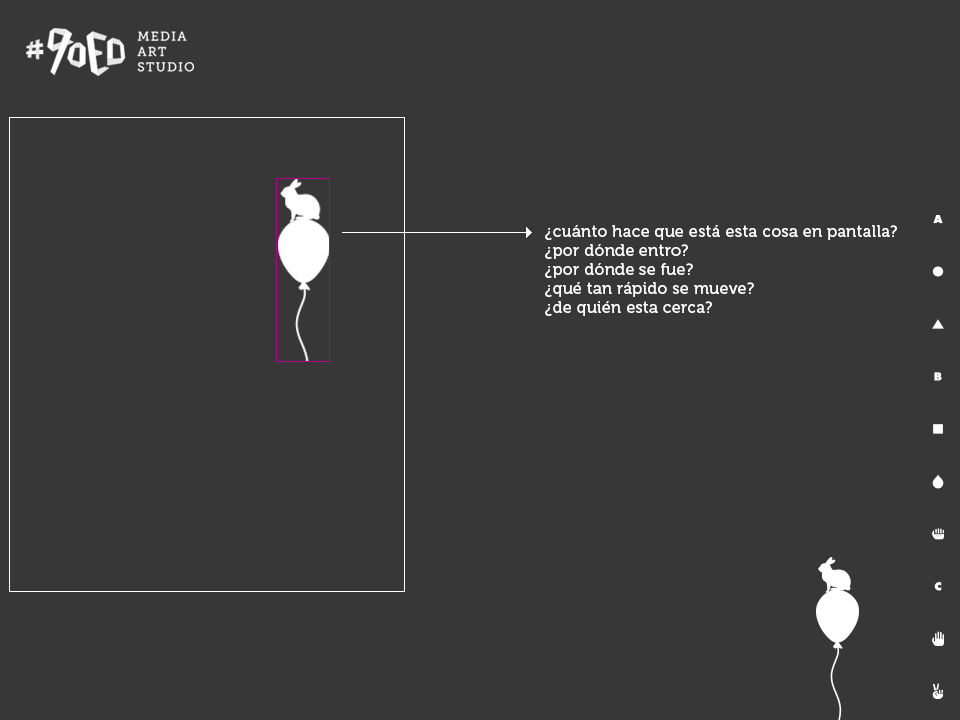 #90ED
MEDIA
ART
STUDIO
¿cuánto hace que está esta cosa en pantalla?
¿por dónde entro?
¿por dónde se fue?
¿qué tan rápido se mueve?
¿de quién esta cerca?
A
B
C